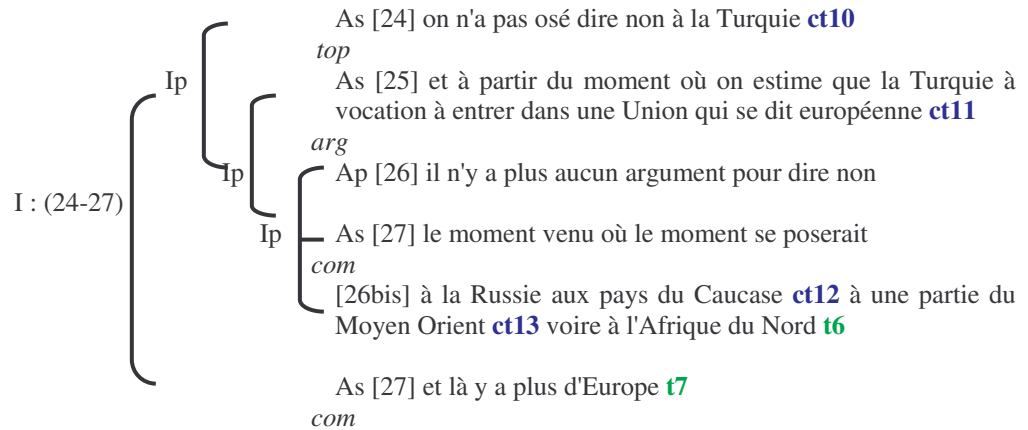 As [24] on n'a pas osé dire non à la Turquie ct10
top
Ip
As [25] et à partir du moment où on estime que la Turquie à
vocation à entrer dans une Union qui se dit européenne ct11
arg
Ip
Ap [26] il n'y a plus aucun argument pour dire non
I : (24-27)
Ip
As [27] le moment venu où le moment se poserait
com
[26bis] à la Russie aux pays du Caucase ct12 à une partie du
Moyen Orient ct13 voire à l'Afrique du Nord t6
As [27] et là y a plus d'Europe t7
com